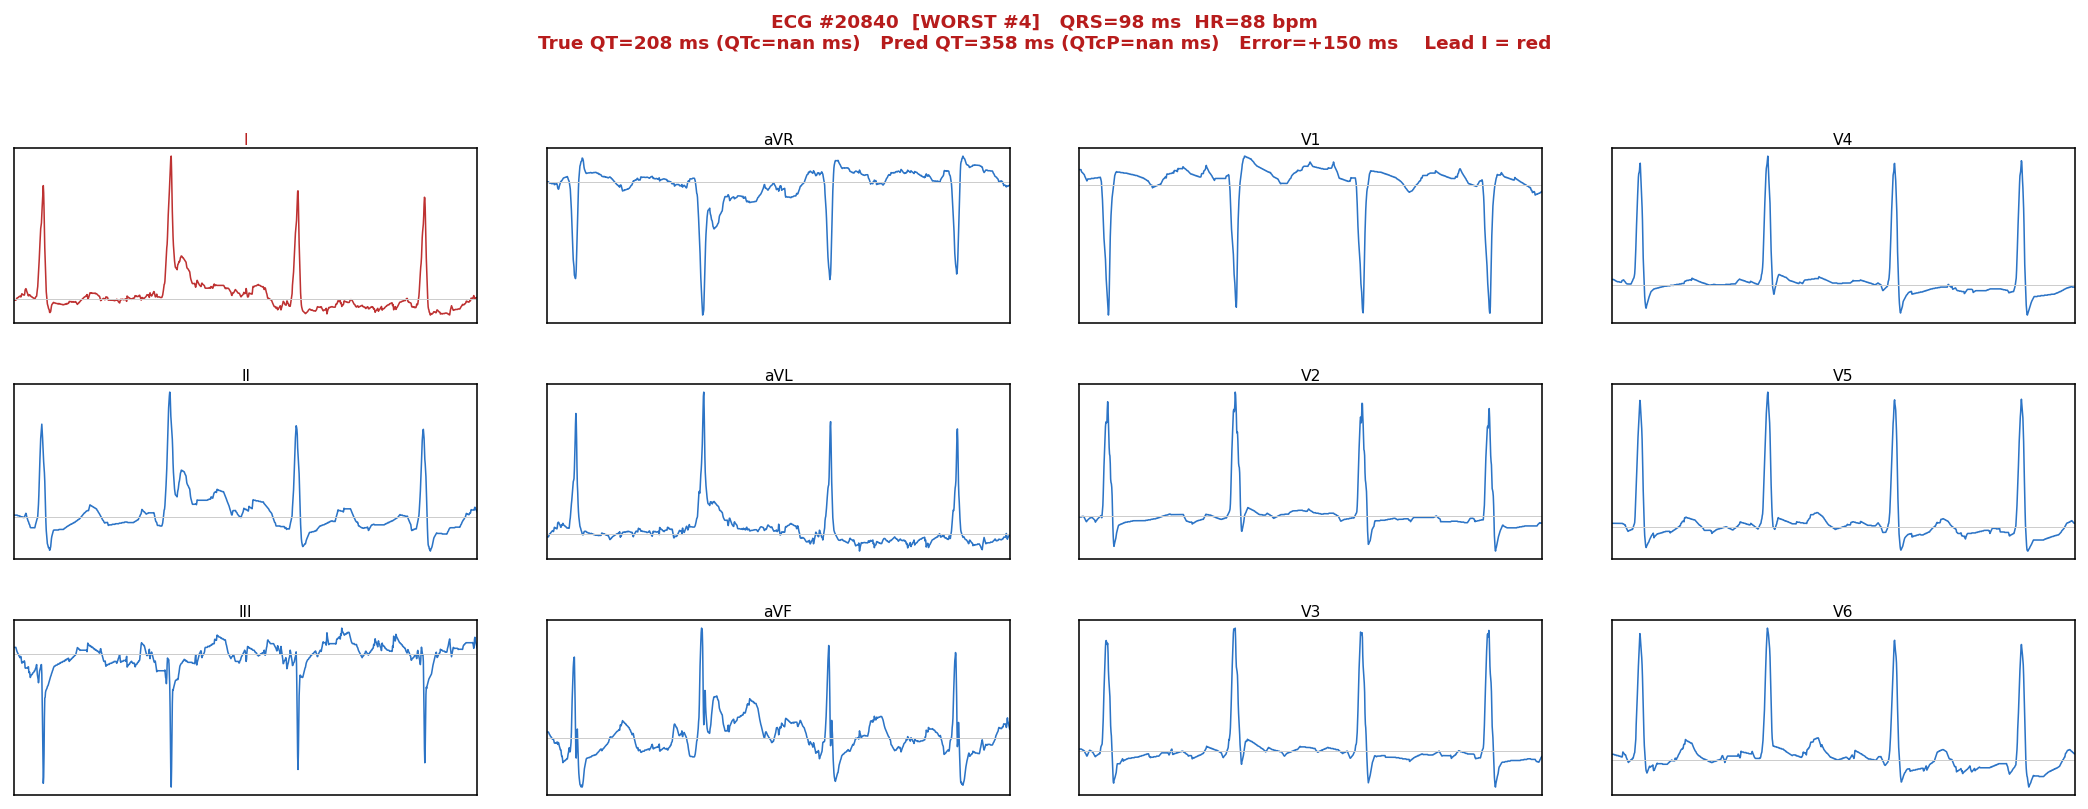 ECG #20840  [WORST #4]   QRS=98 ms  HR=88 bpm
True QT=208 ms (QTc=nan ms)   Pred QT=358 ms (QTcP=nan ms)   Error=+150 ms    Lead I = red
I
aVR
V1
V4
II
aVL
V2
V5
III
aVF
V3
V6